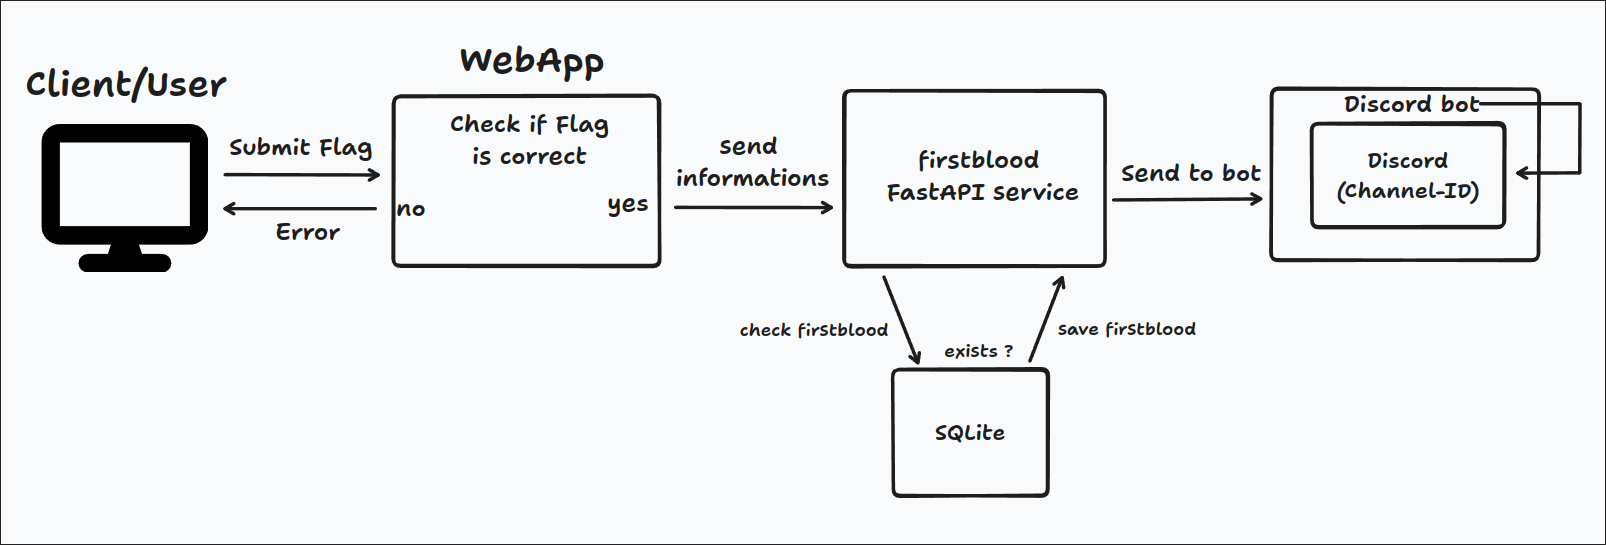 Client/User
Submit Flag
Error
WebApp
Check if Flag
is correct
no
yes
send
informations
firstblood
FastAPI service
Send to bot
Discord bot
Discord
(Channel-ID)
check firstblood
exists ?
save firstblood
SQLite